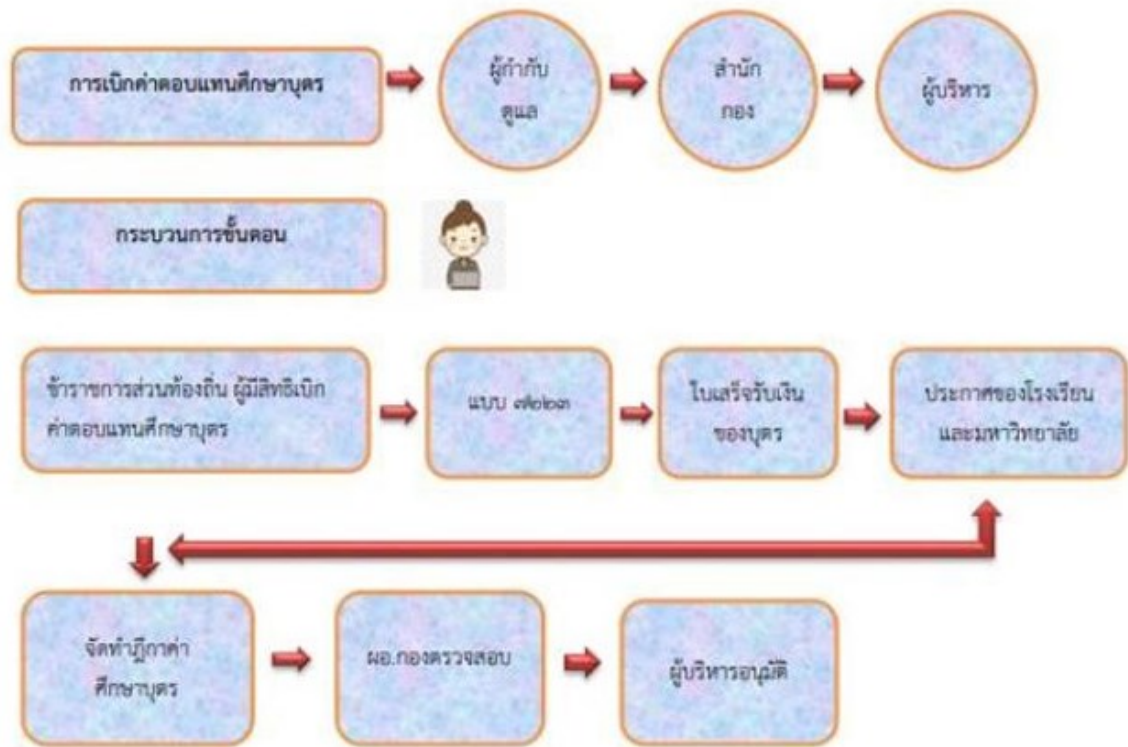 การเบิกค่าตอบแทนศึกษาบุตร
ผู้กำกับ
ดูแล
สำนัก
กอง
ผู้บริหาร
กระบวนการขั้นตอน
ข้าราชการส่วนท้องถิ่น ผู้มีสิทธิเบิก
ค่าตอบแทนศึกษาบุตร
แบบ ๗๒๒๓
ใบเสร็จรับเงิน
ของบุตร
ประกาศของโรงเรียน
และมหาวิทยาลัย
จัดทำฎีกาค่า
ศึกษาบุตร
ผอ.กองตรวจสอบ
ผู้บริหารอนุมัติ